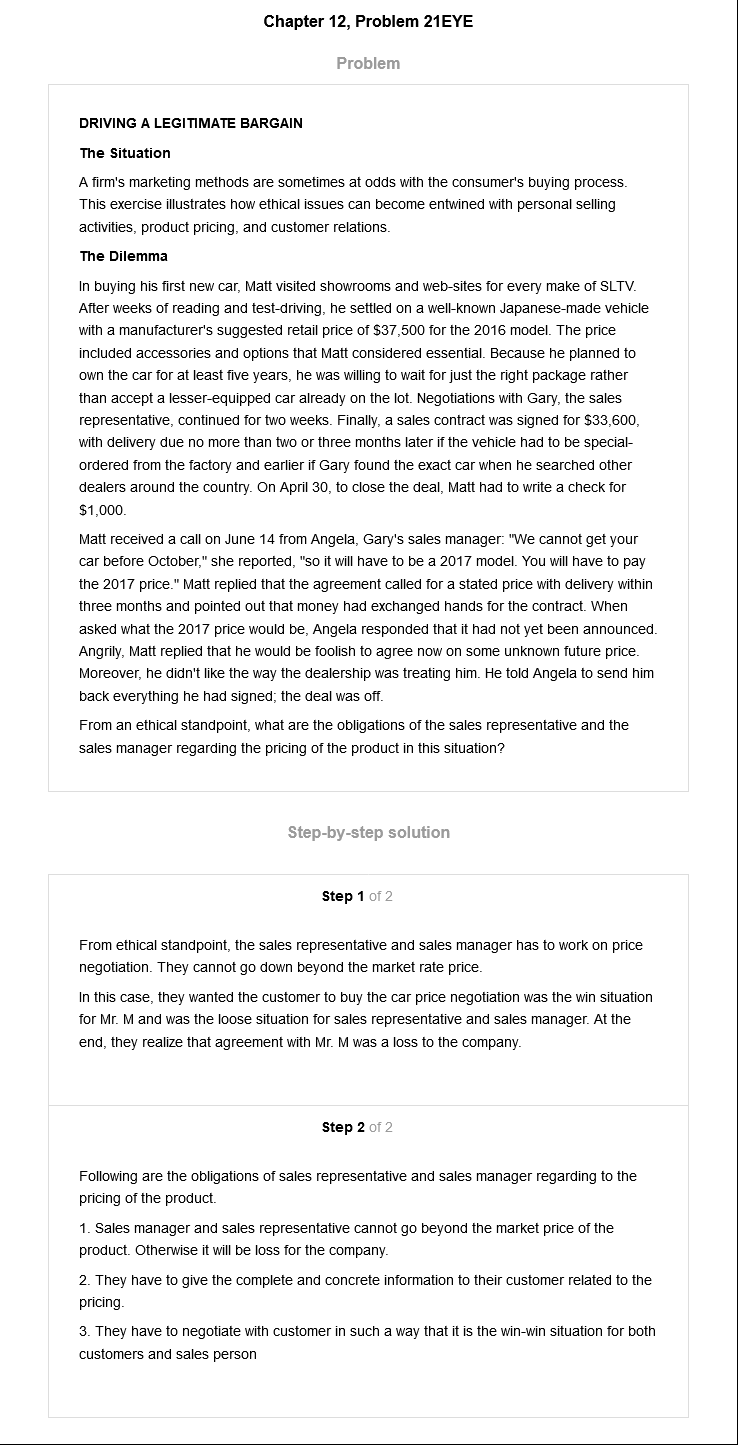 Chapter 12, Problem 21EYE
Problem
DRIVING A LEGITIMATE BARGAIN
The Situation
A firm's marketing methods are sometimes at odds with the consumer's buying process.
This exercise illustrates how ethical issues can become entwined with personal selling
activities, product pricing, and customer relations.
The Dilemma
In buying his first new car, Matt visited showrooms and web-sites for every make of SLTV.
After weeks of reading and test-driving, he settled on a well-known Japanese-made vehicle
with a manufacturer's suggested retail price of $37,500 for the 2016 model. The price
included accessories and options that Matt considered essential. Because he planned to
own the car for at least five years, he was willing to wait for just the right package rather
than accept a lesser-equipped car already on the lot. Negotiations with Gary, the sales
representative, continued for two weeks. Finally, a sales contract was signed for $33,600,
with delivery due no more than two or three months later if the vehicle had to be special-
ordered from the factory and earlier if Gary found the exact car when he searched other
dealers around the country. On April 30, to close the deal, Matt had to write a check for
$1,000.
Matt received a call on June 14 from Angela, Gary's sales manager: "We cannot get your
car before October," she reported, "so it will have to be a 2017 model. You will have to pay
the 2017 price." Matt replied that the agreement called for a stated price with delivery within
three months and pointed out that money had exchanged hands for the contract. When
asked what the 2017 price would be, Angela responded that it had not yet been announced.
Angrily, Matt replied that he would be foolish to agree now on some unknown future price.
Moreover, he didn't like the way the dealership was treating him. He told Angela to send him
back everything he had signed; the deal was off.
From an ethical standpoint, what are the obligations of the sales representative and the
sales manager regarding the pricing of the product in this situation?
Step-by-step solution
Step 1 of 2
From ethical standpoint, the sales representative and sales manager has to work on price
negotiation. They cannot go down beyond the market rate price.
In this case, they wanted the customer to buy the car price negotiation was the win situation
for Mr. M and was the loose situation for sales representative and sales manager. At the
end, they realize that agreement with Mr. M was a loss to the company.
Step 2 of 2
Following are the obligations of sales representative and sales manager regarding to the
pricing of the product.
1. Sales manager and sales representative cannot go beyond the market price of the
product. Otherwise it will be loss for the company.
2. They have to give the complete and concrete information to their customer related to the
pricing.
3. They have to negotiate with customer in such a way that it is the win-win situation for both
customers and sales person